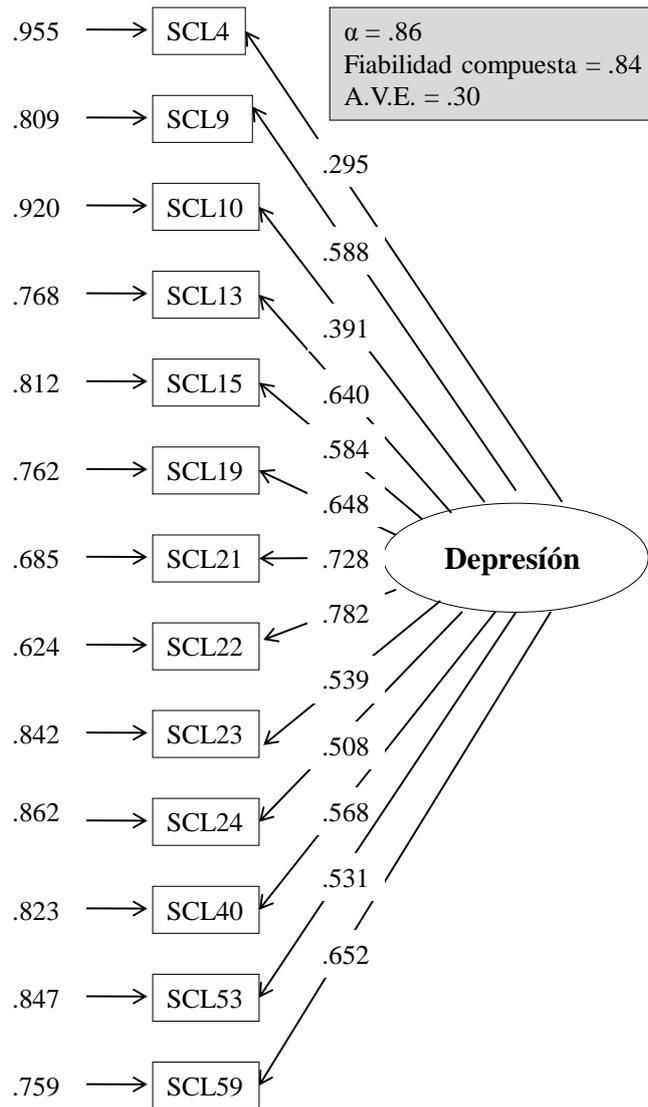 .955 SCL4
α = .86
Fiabilidad compuesta = .84
A.V.E. = .30
.809 SCL9
.295
.920 SCL10
.588
.768 SCL13
.391
.812 SCL15
.640
.584
.762 SCL19
.648
.685 SCL21 .728 Depresíón
.782
.624 SCL22
.539
.842 SCL23
.508
.862 SCL24
.568
.531
.823 SCL40
.652
.847 SCL53
.759 SCL59